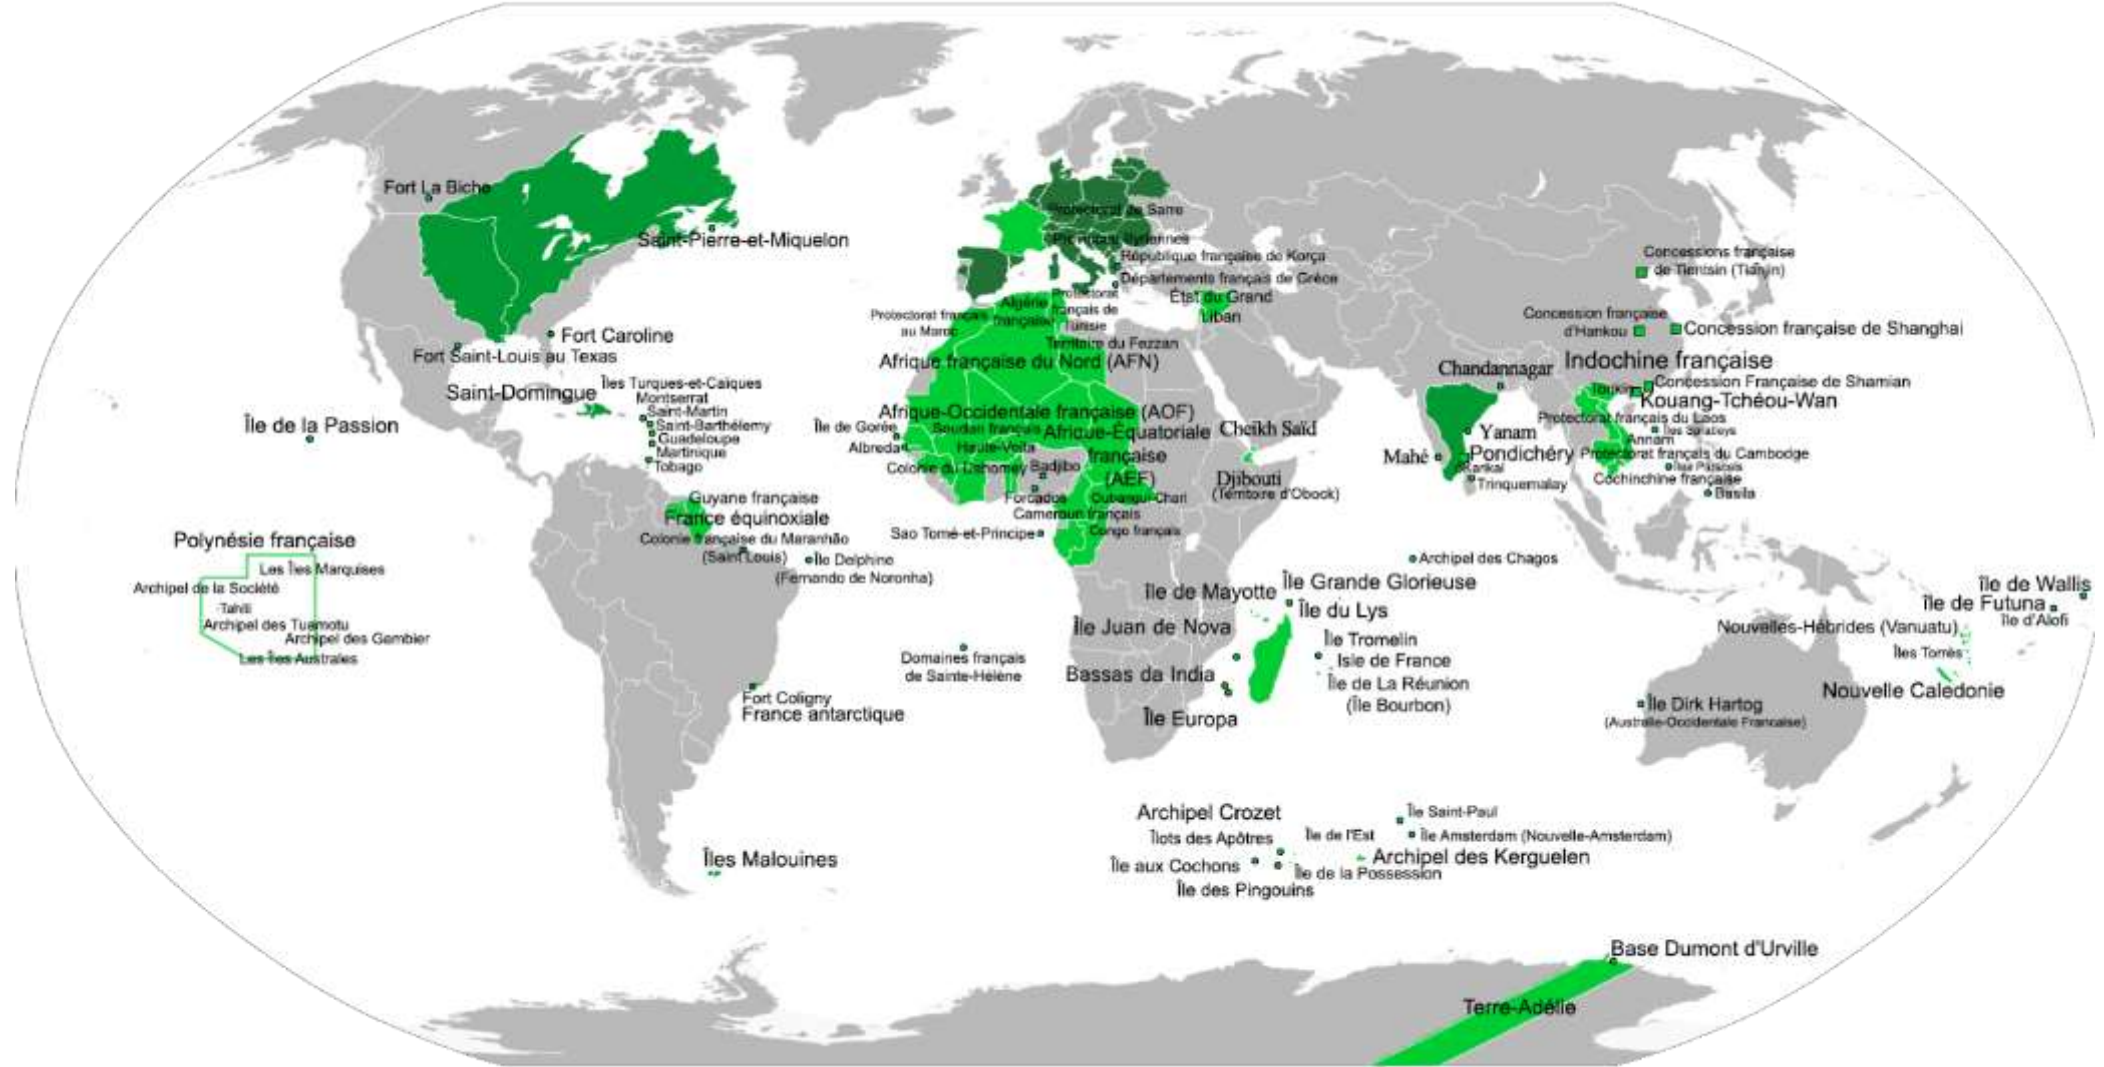 Fort La Biche
Saint-Pierre-et-Miquelon
Fort Caroline
Fort Saint-Louis au Texas
Saint-Domingue
Îles Turques-et-Caïques
Montserrat
Saint-Martin
Saint-Barthélemy
Guadeloupe
Martinique
Tobago
Île de la Passion
Guyane française
France équinoxiale
Colonie française du Maranhão
(Saint Louis)
Île Delphine
(Fernando de Noronha)
Polynésie française
Les Îles Marquises
Archipel de la Société
Tahiti
Archipel des Tuamotu
Archipel des Gambier
Les Îles Australes
Fort Coligny
France antarctique
Îles Malouines
Protectorat de Sarre
République française de Korça
Départements français de Grèce
État du Grand
Liban
Algérie
française
Protectorat
français de
Tunisie
Protectorat français
au Maroc
Territoire du Fezzan
Afrique française du Nord (AFN)
Afrique-Occidentale française (AOF)
Île de Gorée
Soudan français
Afrique-Équatoriale
française
(AEF)
Albreda
Haute-Volta
Colonie du Dahomey
Badjibo
Forcados
Oubangui-Chari
Cameroun français
Congo français
Sao Tomé-et-Principe
Cheikh Saïd
Djibouti
(Territoire d'Obock)
Domaines français
de Sainte-Hélène
Île de Mayotte
Île Grande Glorieuse
Île du Lys
Île Juan de Nova
Île Tromelin
Isle de France
Bassas da India
Île de La Réunion
(Île Bourbon)
Île Europa
Archipel des Chagos
Concessions française
de Tientsin (Tianjin)
Concession française
d'Hankou
Concession française de Shanghai
Indochine française
Chandannagar
Tonkin
Concession Française de Shamian
Kouang-Tchéou-Wan
Protectorat français du Laos
Îles Spratleys
Yanam
Annam
Mahé
Pondichéry
Protectorat français du Cambodge
Karikal
Îles Paracels
Trinquemalay
Cochinchine française
Basila
Île de Wallis
Île de Futuna
Île d'Alofi
Nouvelles-Hébrides (Vanuatu)
Îles Torrès
Nouvelle Caledonie
Île Dirk Hartog
(Australie-Occidentale Francaise)
Archipel Crozet
Îlots des Apôtres
Île de l'Est
Île Saint-Paul
Île Amsterdam (Nouvelle-Amsterdam)
Archipel des Kerguelen
Île aux Cochons
Île de la Possession
Île des Pingouins
Base Dumont d'Urville
Terre-Adélie